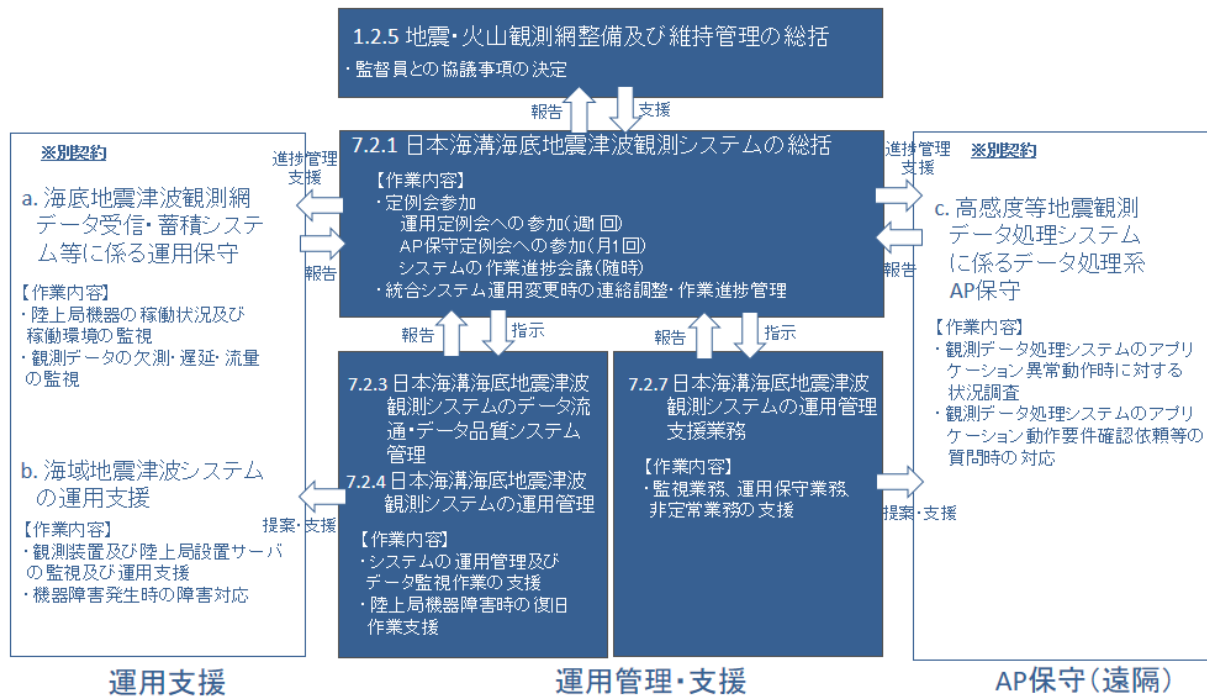 1.2.5 地震・火山観測網整備及び維持管理の総括
・監督員との協議事項の決定
報告
支援
※別契約
a. 海底地震津波観測網
データ受信・蓄積システ
ム等に係る運用保守
【作業内容】
・陸上局機器の稼働状況及び
稼働環境の監視
・観測データの欠測・遅延・流量
の監視
b. 海域地震津波システム
の運用支援
【作業内容】
・観測装置及び陸上局設置サーバ
の監視及び運用支援
・機器障害発生時の障害対応
進捗管理
支援
報告
提案・支援
7.2.1 日本海溝海底地震津波観測システムの総括
【作業内容】
・定例会参加
運用定例会への参加(週1回)
AP保守定例会への参加(月1回)
システムの作業進捗会議(随時)
・統合システム運用変更時の連絡調整・作業進捗管理
報告
指示
報告
指示
7.2.3 日本海溝海底地震津波
観測システムのデータ流
通・データ品質システム
管理
7.2.4 日本海溝海底地震津波
観測システムの運用管理
【作業内容】
・システムの運用管理及び
データ監視作業の支援
・陸上局機器障害時の復旧
作業支援
7.2.7 日本海溝海底地震津波
観測システムの運用管理
支援業務
【作業内容】
・監視業務、運用保守業務、
非定常業務の支援
進捗管理
支援
報告
提案・支援
※別契約
c. 高感度等地震観測
データ処理システム
に係るデータ処理系
AP保守
【作業内容】
・観測データ処理システムのアプリ
ケーション異常動作時に対する
状況調査
・観測データ処理システムのアプリ
ケーション動作要件確認依頼等の
質問時の対応
運用支援
運用管理・支援
AP保守(遠隔)